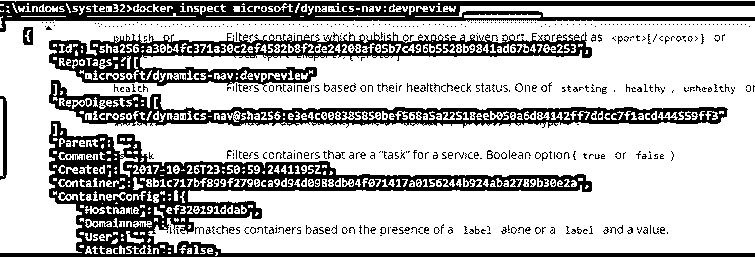 C:\windows\system32>docker inspect microsoft/dynamics-nav:devpreview
[
{
publish or Filters containers which publish or expose a given port. Expressed as <port>[/<proto>] or
"Id": "sha256:a30b4fc371a30c2ef4582b8f2de24208af05b7c496b5528b9841ad67b470e253",
"RepoTags": [
"microsoft/dynamics-nav:devpreview"
health Filters containers based on their healthcheck status. One of starting, healthy, unhealthy or
],
"RepoDigests": [
"microsoft/dynamics-nav@sha256:e3e4c00838585 0bef568a5a22518eeb050a6d84142ff7ddcc7f1acd444559ff3"
],
"Parent": "",
"Comment": "", Filters containers that are a "task" for a service. Boolean option ( true or false )
"Created": "2017-10-26T23:50:59.2441195Z",
"Container": "8b1c717bf899f2790ca9d94d0988db04f071417a0156244b924aba2789b30e2a",
"ContainerConfig": {
"Hostname": "ef320191ddab",
"Domainname": "",
"User": "", filter matches containers based on the presence of a label alone or a label and a value.
"AttachStdin": false,